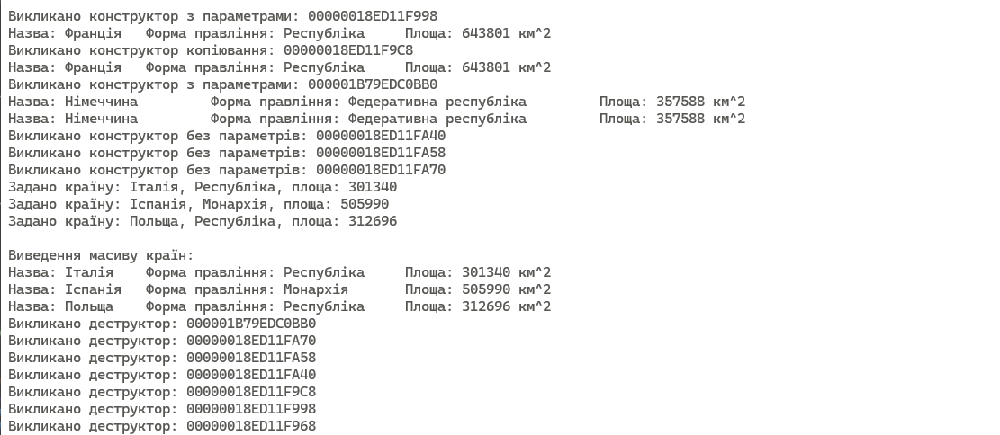 Викликано конструктор з параметрами: 00000018ED11F998
Назва: Франція   Форма правління: Республіка     Площа: 643801 км^2
Викликано конструктор копіювання: 00000018ED11F9C8
Назва: Франція   Форма правління: Республіка     Площа: 643801 км^2
Викликано конструктор з параметрами: 000001B79EDC0BB0
Назва: Німеччина         Форма правління: Федеративна республіка         Площа: 357588 км^2
Назва: Німеччина         Форма правління: Федеративна республіка         Площа: 357588 км^2
Викликано конструктор без параметрів: 00000018ED11FA40
Викликано конструктор без параметрів: 00000018ED11FA58
Викликано конструктор без параметрів: 00000018ED11FA70
Задано країну: Італія, Республіка, площа: 301340
Задано країну: Іспанія, Монархія, площа: 505990
Задано країну: Польща, Республіка, площа: 312696

Виведення масиву країн:
Назва: Італія    Форма правління: Республіка     Площа: 301340 км^2
Назва: Іспанія   Форма правління: Монархія       Площа: 505990 км^2
Назва: Польща    Форма правління: Республіка     Площа: 312696 км^2
Викликано деструктор: 000001B79EDC0BB0
Викликано деструктор: 00000018ED11FA70
Викликано деструктор: 00000018ED11FA58
Викликано деструктор: 00000018ED11FA40
Викликано деструктор: 00000018ED11F9C8
Викликано деструктор: 00000018ED11F998
Викликано деструктор: 00000018ED11F968